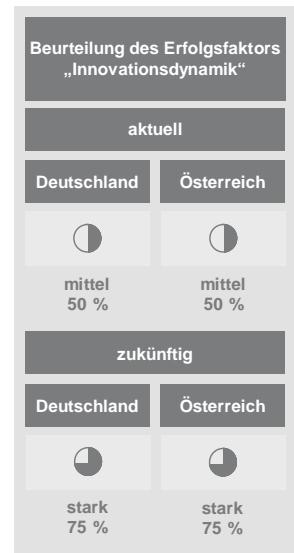 Beurteilung des Erfolgsfaktors
„Innovationsdynamik“
aktuell
Deutschland Österreich
mittel mittel
50 % 50 %
zukünftig
Deutschland Österreich
stark stark
75 % 75 %